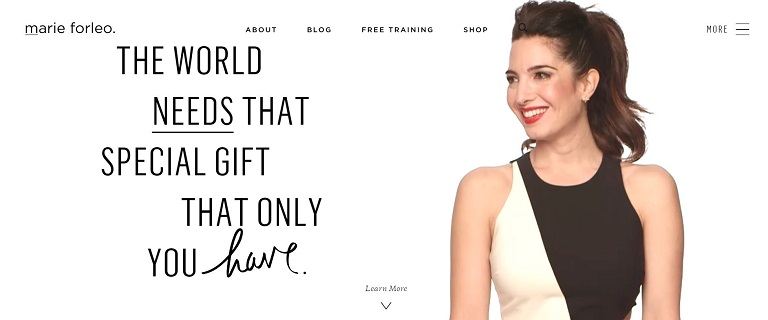 marie forleo.
ABOUT BLOG FREE TRAINING SHOP
MORE
THE WORLD
NEEDS THAT
SPECIAL GIFT
THAT ONLY
YOU have.
Learn More